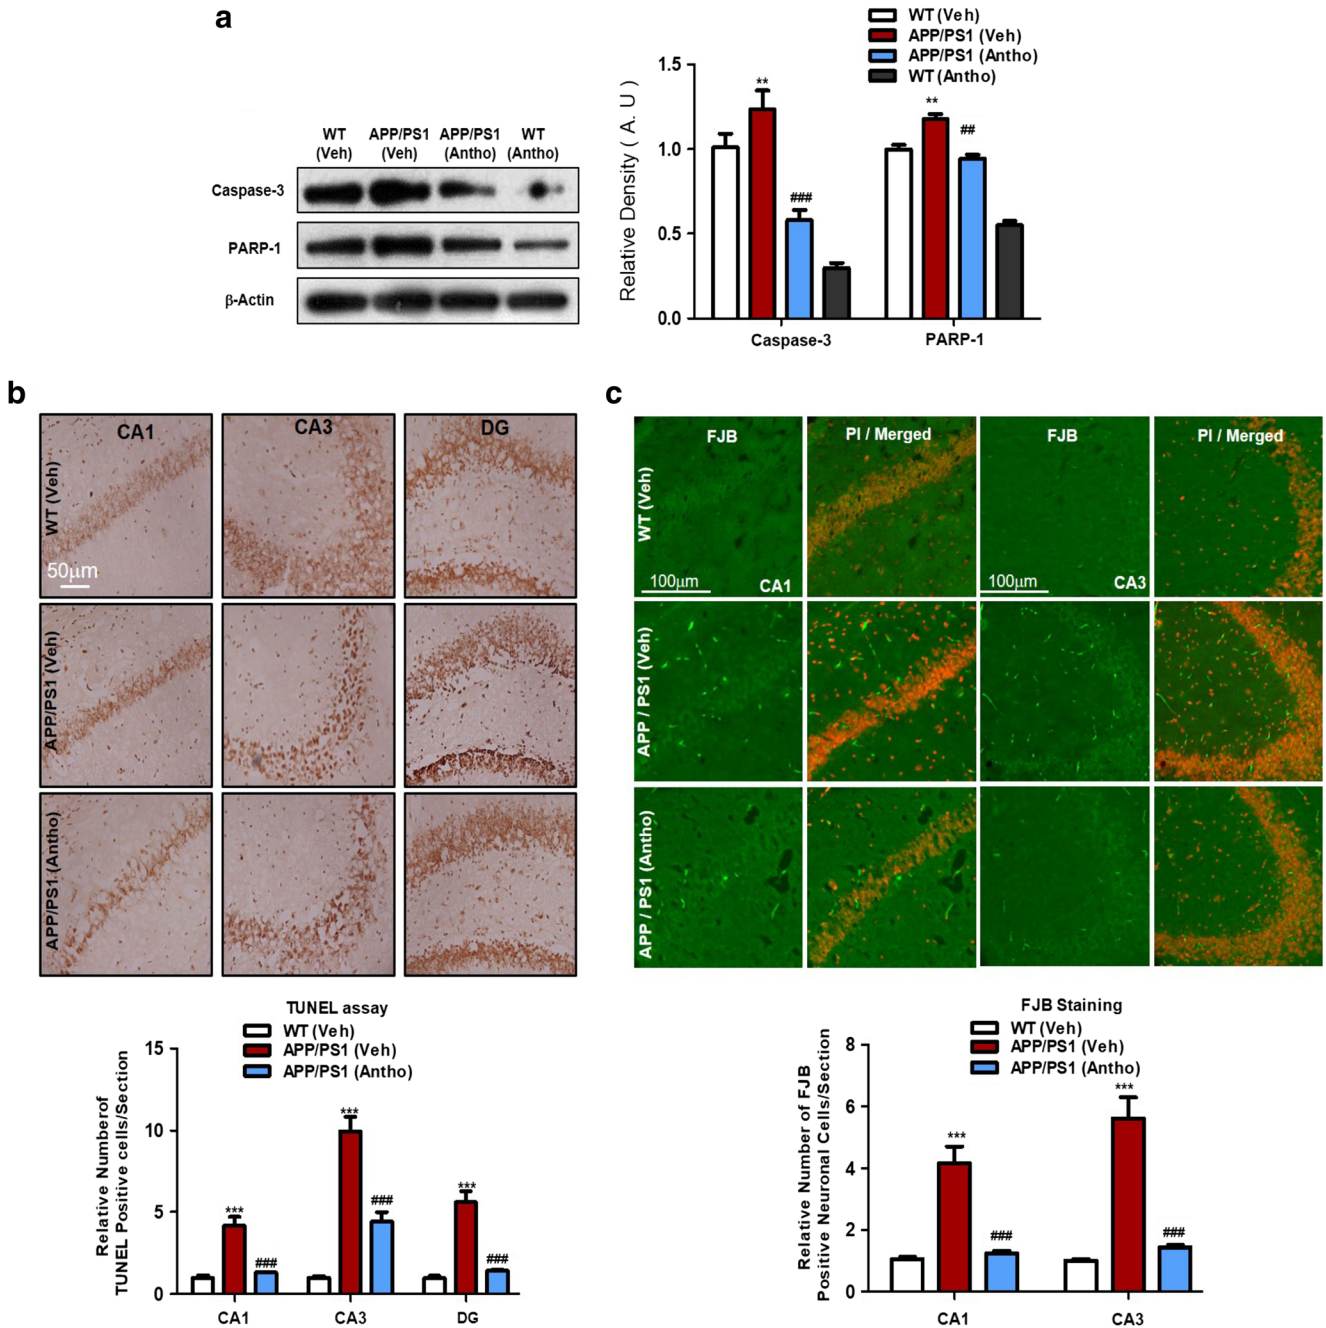 a
WT (Veh)
APP/PS1 (Veh)
APP/PS1 (Antho)
WT (Antho)
WT APP/PS1 APP/PS1 WT
(Veh) (Veh) (Antho) (Antho)
Caspase-3
PARP-1
β-Actin
Relative Density ( A. U )
1.5
1.0
0.5
0.0
** ### ** ##
Caspase-3 PARP-1
b
CA1 CA3 DG
WT (Veh)
50μm
APP/PS1 (Veh)
APP/PS1 (Antho)
TUNEL assay
WT (Veh)
APP/PS1 (Veh)
APP/PS1 (Antho)
Relative Numberof
TUNEL Positive cells/Section
15
10
5
0
*** ### *** ### *** ###
CA1 CA3 DG
c
FJB PI / Merged FJB PI / Merged
WT (Veh)
100μm CA1 100μm CA3
APP / PS1 (Veh)
APP / PS1 (Antho)
FJB Staining
WT (Veh)
APP/PS1 (Veh)
APP/PS1 (Antho)
Relative Number of FJB
Positive Neuronal Cells/Section
8
6
4
2
0
*** ### *** ###
CA1 CA3